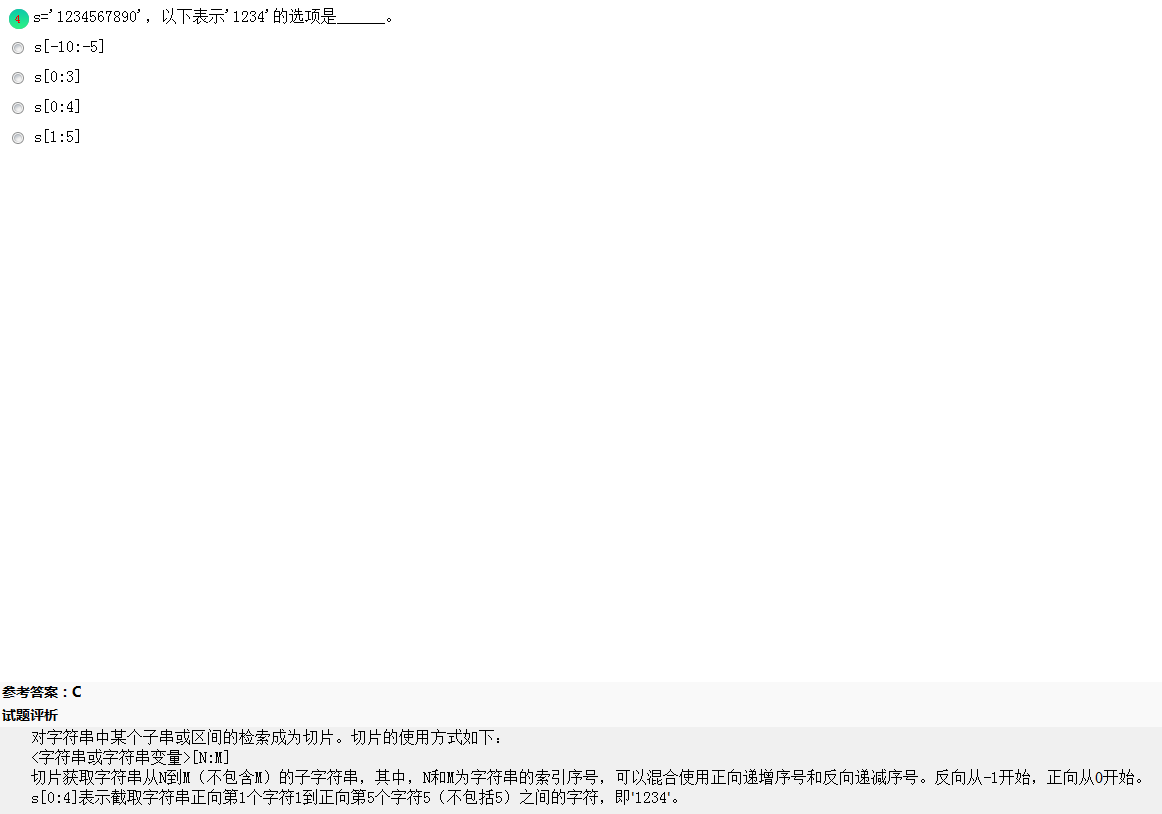 4 s='1234567890'，以下表示'1234'的选项是______。
s[-10:-5]
s[0:3]
s[0:4]
s[1:5]
参考答案：C
试题评析
对字符串中某个子串或区间的检索成为切片。切片的使用方式如下：
<字符串或字符串变量>[N:M]
切片获取字符串从N到M（不包含M）的子字符串，其中，N和M为字符串的索引序号，可以混合使用正向递增序号和反向递减序号。反向从-1开始，正向从0开始。
s[0:4]表示截取字符串正向第1个字符1到正向第5个字符5（不包括5）之间的字符，即'1234'。